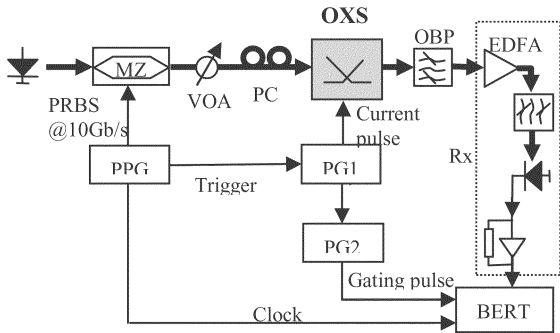 OXS
OBP
EDFA
MZ
VOA
PC
PRBS
@10Gb/s
Current
pulse
Rx
PPG
Trigger
PG1
PG2
Gating pulse
Clock
BERT